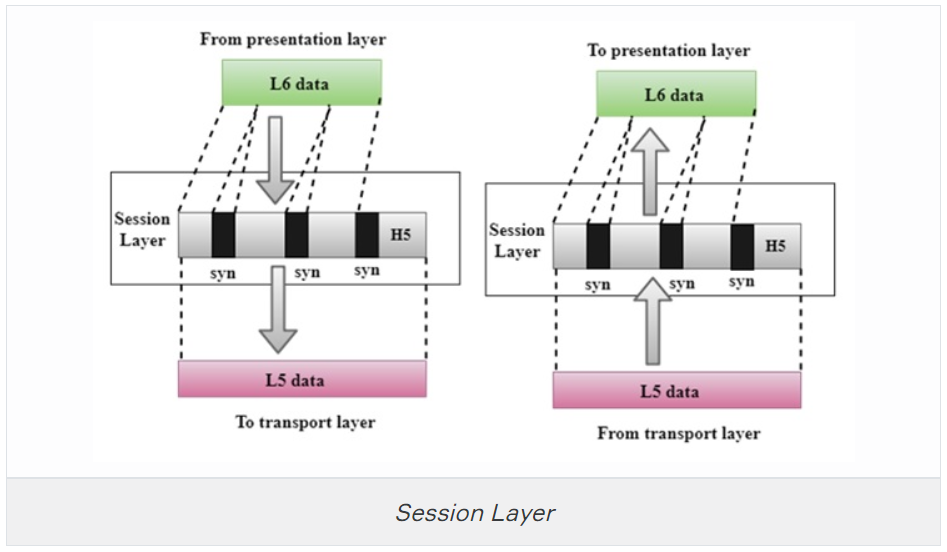 From presentation layer
L6 data
Session
Layer
H5
syn
syn
syn
L5 data
To transport layer
To presentation layer
L6 data
Session
Layer
H5
syn
syn
syn
L5 data
From transport layer
Session Layer